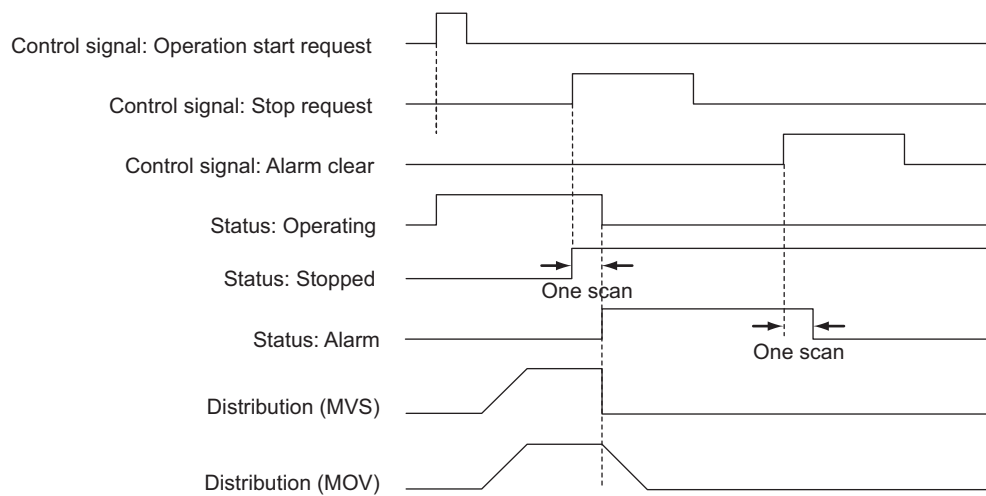 Control signal: Operation start request
Control signal: Stop request
Control signal: Alarm clear
Status: Operating
Status: Stopped
One scan
Status: Alarm
One scan
Distribution (MVS)
Distribution (MOV)